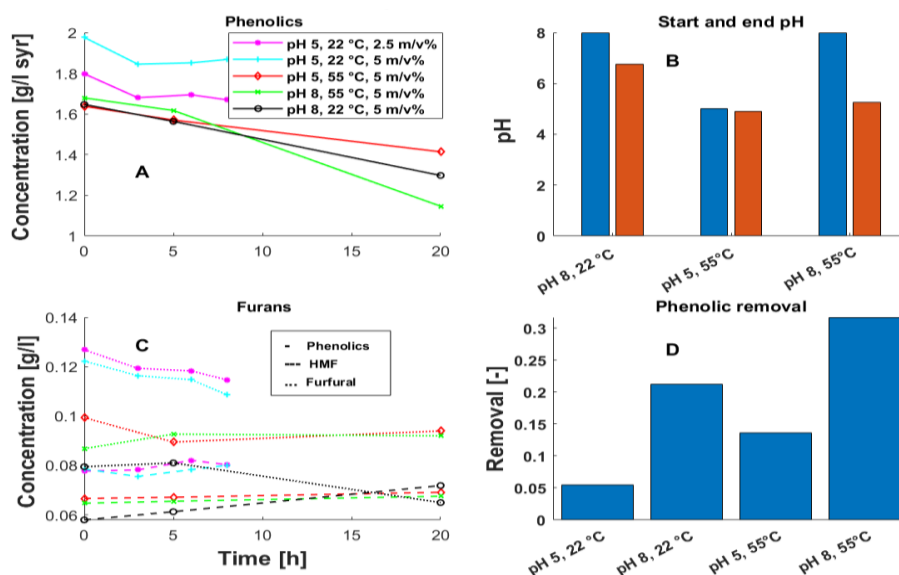 Phenolics
Concentration [g/l syr]
2
1.8
1.6
1.4
1.2
1
0
5
10
15
20
pH 5, 22 °C, 2.5 m/v%
pH 5, 22 °C, 5 m/v%
pH 5, 55 °C, 5 m/v%
pH 8, 55 °C, 5 m/v%
pH 8, 22 °C, 5 m/v%
A
Start and end pH
pH
8
6
4
2
0
B
pH 8, 22 °C
pH 5, 55°C
pH 8, 55°C
Furans
Concentration [g/l]
0.14
0.12
0.1
0.08
0.06
0
5
10
15
20
Time [h]
C
Phenolics
HMF
Furfural
Phenolic removal
Removal [-]
0.3
0.25
0.2
0.15
0.1
0.05
0
D
pH 5, 22 °C
pH 8, 22 °C
pH 5, 55°C
pH 8, 55°C